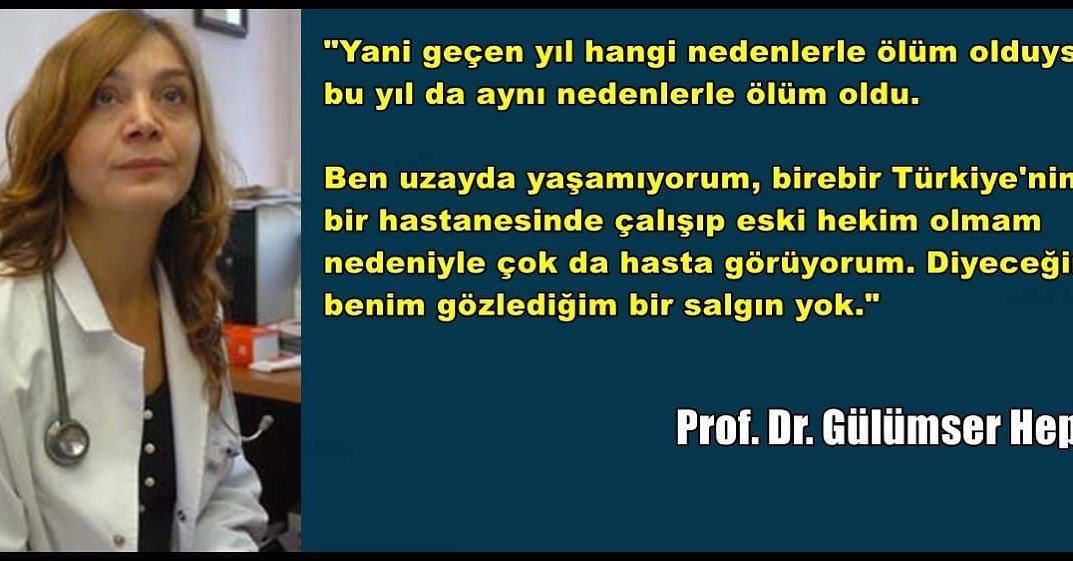 "Yani geçen yıl hangi nedenlerle ölüm olduys
bu yıl da aynı nedenlerle ölüm oldu.
Ben uzayda yaşamıyorum, birebir Türkiye'nin
bir hastanesinde çalışıp eski hekim olmam
nedeniyle çok da hasta görüyorum. Diyeceği
benim gözlediğim bir salgın yok."
Prof. Dr. Gülümser Hep